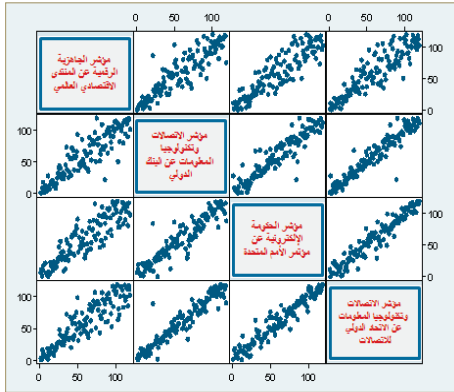 0 50 100 0 50 100
مؤشر الجاهزية
الرقمية عن المنتدى
الاقتصادي العالمي
100
50
0
100
50
0
مؤشر الاتصالات
وتكنولوجيا
المعلومات عن البنك
الدولي
مؤشر الحكومة
الإلكترونية عن
مؤتمر الأمم المتحدة
100
50
0
100
50
0
مؤشر الاتصالات
وتكنولوجيا المعلومات
عن الاتحاد الدولي
للاتصالات
0 50 100 0 50 100